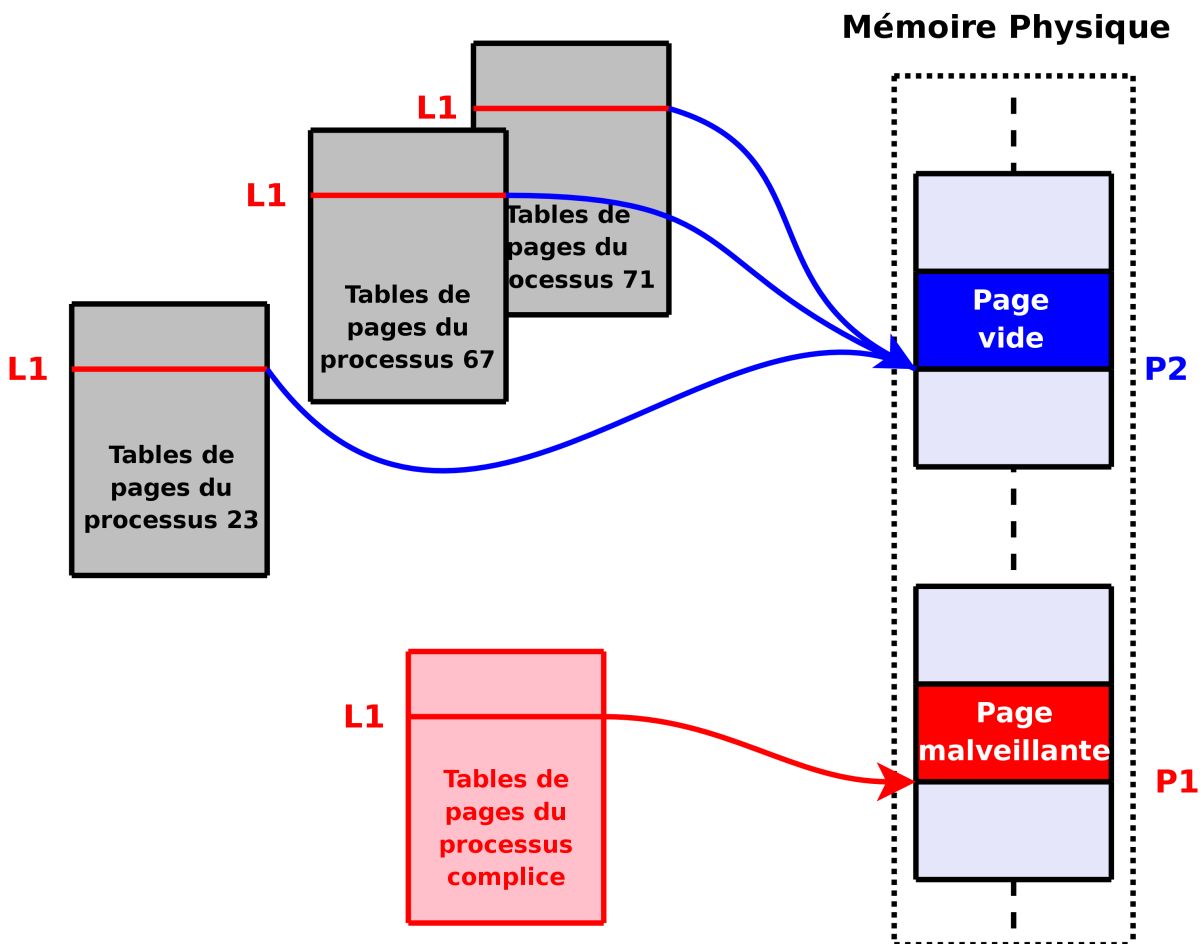 Mémoire Physique
L1
Tables de
pages du
ocessus 71
L1
Tables de
pages du
processus 67
Page
vide
P2
L1
Tables de
pages du
processus 23
Page
malveillante
P1
L1
Tables de
pages du
processus
complice